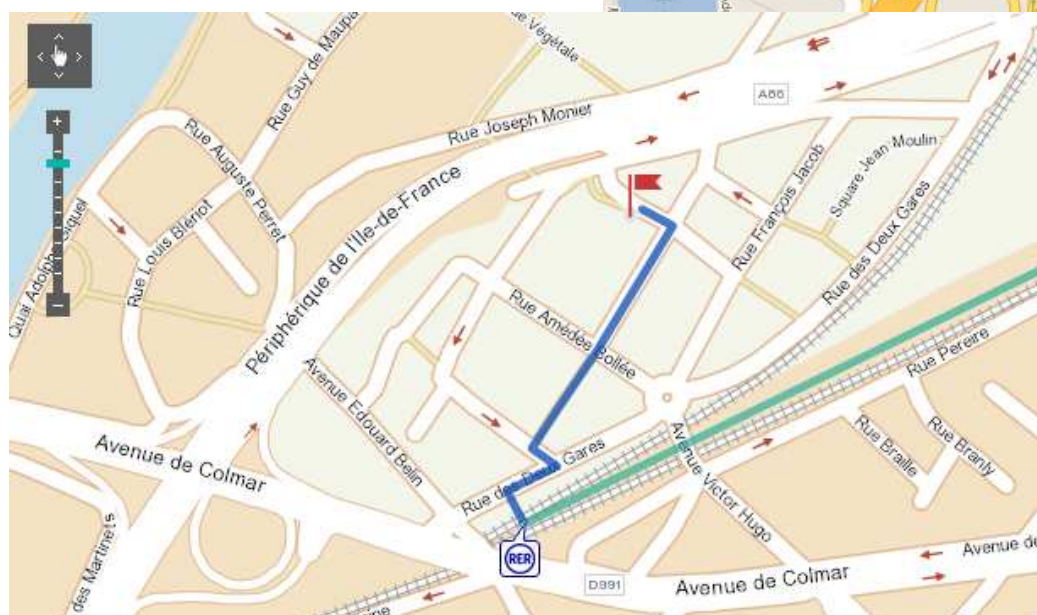 Rue Guy de Maupa
ue Végétale
A86
Rue Joseph Monier
Rue Auguste Perret
Square Jean Moulin
Rue François Jacob
Périphérique de l'Ile-de-France
Rue Louis Blériot
Quai Adolphe
Rue des Deux Gares
Rue Amédée Bollée
Rue Pereire
Avenue Edouard Belin
Avenue de Colmar
Rue des Deux Gares
Avenue Victor Hugo
Rue Braille
Rue Branly
des Martinets
RER
D991
Avenue de Colmar
Avenue de